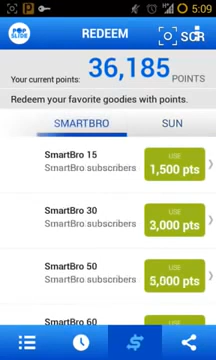 5:09
POP
SLIDE
REDEEM
SCR
Your current points: 36,185 POINTS
Redeem your favorite goodies with points.
SMARTBRO SUN
SmartBro 15
SmartBro subscribers
USE
1,500 pts
SmartBro 30
SmartBro subscribers
USE
3,000 pts
SmartBro 50
SmartBro subscribers
USE
5,000 pts
SmartBro 60